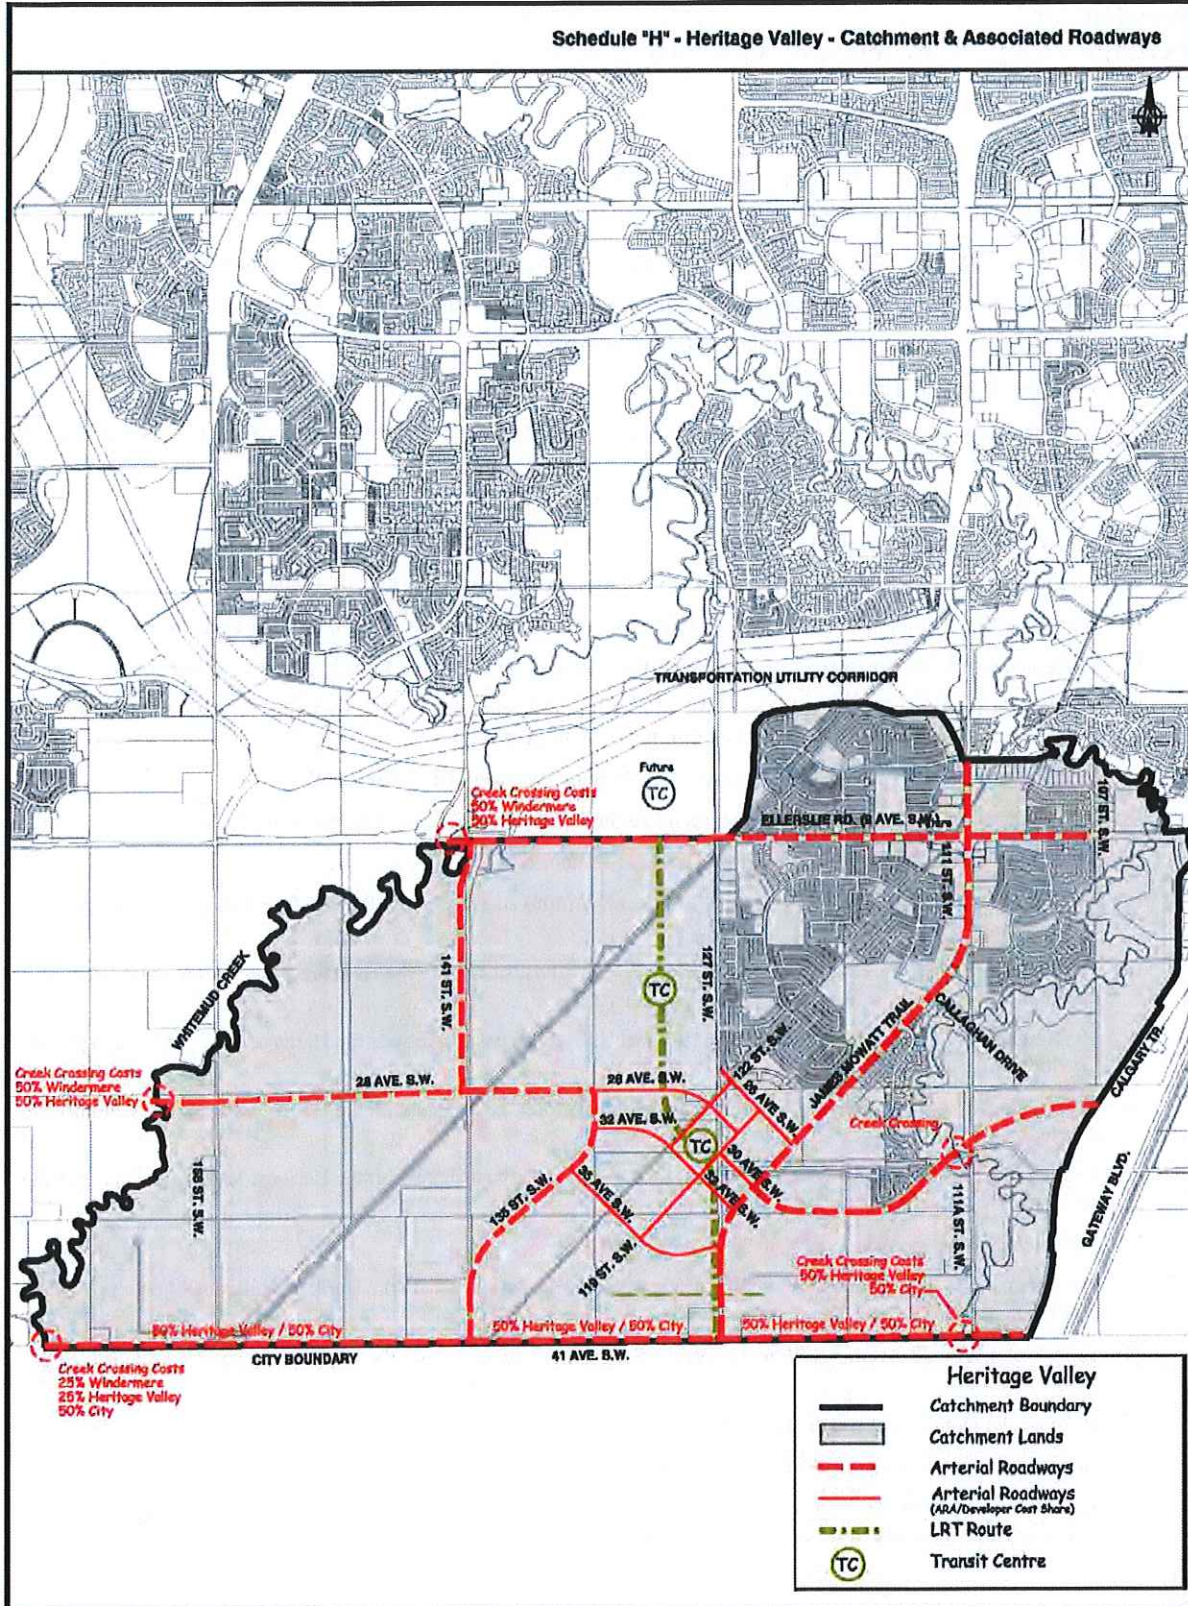 Schedule "H" - Heritage Valley - Catchment & Associated Roadways
TRANSPORTATION UTILITY CORRIDOR
Future
TC
Creek Crossing Costs
50% Windermere
50% Heritage Valley
ELLERSLIE RD. (9 AVE. S.W.)
107 ST. S.W.
111 ST. S.W.
WHITEMUD CREEK
141 ST. S.W.
127 ST. S.W.
TC
JAMES MOWATT TRAIL
CALLAGHAN DRIVE
CALGARY TR.
Creek Crossing Costs
50% Windermere
50% Heritage Valley
28 AVE. S.W.
28 AVE. S.W.
122 ST. S.W.
32 AVE. S.W.
Creek Crossing
TC
30 AVE. S.W.
156 ST. S.W.
135 ST. S.W.
35 AVE S.W.
111A ST. S.W.
GATEWAY BLVD.
119 ST. S.W.
Creek Crossing Costs
50% Heritage Valley
50% City
50% Heritage Valley / 50% City
50% Heritage Valley / 50% City
50% Heritage Valley / 50% City
CITY BOUNDARY
41 AVE. S.W.
Creek Crossing Costs
25% Windermere
25% Heritage Valley
50% City
Heritage Valley
Catchment Boundary
Catchment Lands
Arterial Roadways
Arterial Roadways
(ARA/Developer Cost Share)
LRT Route
TC
Transit Centre